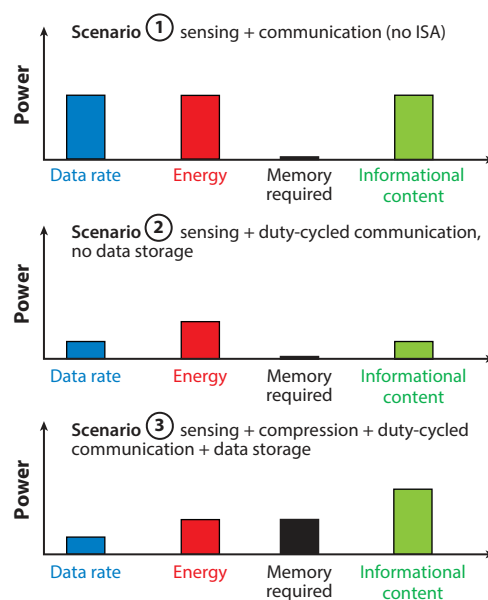 Scenario 1 sensing + communication (no ISA)
Power
Data rate Energy Memory required Informational content
Scenario 2 sensing + duty-cycled communication,
no data storage
Power
Data rate Energy Memory required Informational content
Scenario 3 sensing + compression + duty-cycled
communication + data storage
Power
Data rate Energy Memory required Informational content